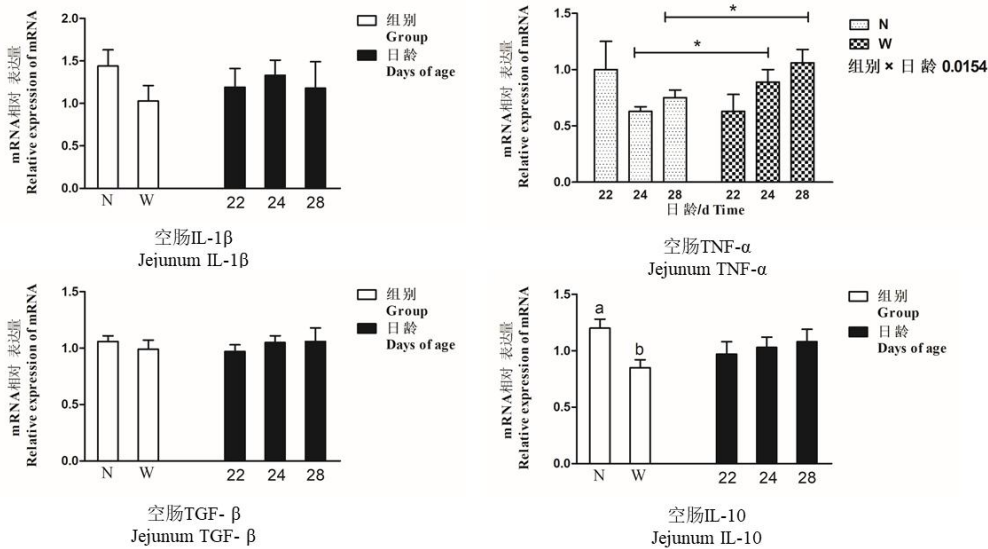 mRNA相对 表达量
Relative expression of mRNA
2.0
1.5
1.0
0.5
0.0
N
W
22
24
28
组别
Group
日龄
Days of age
空肠IL-1β
Jejunum IL-1β
mRNA相对 表达量
Relative expression of mRNA
1.5
1.0
0.5
0.0
*
*
22
24
28
22
24
28
日 龄/d Time
N
W
组别 × 日 龄 0.0154
空肠TNF-α
Jejunum TNF-α
mRNA相对 表达量
Relative expression of mRNA
1.5
1.0
0.5
0.0
N
W
22
24
28
组别
Group
日龄
Days of age
空肠TGF- β
Jejunum TGF- β
mRNA相对 表达量
Relative expression of mRNA
1.5
1.0
0.5
0.0
a
b
N
W
22
24
28
组别
Group
日龄
Days of age
空肠IL-10
Jejunum IL-10